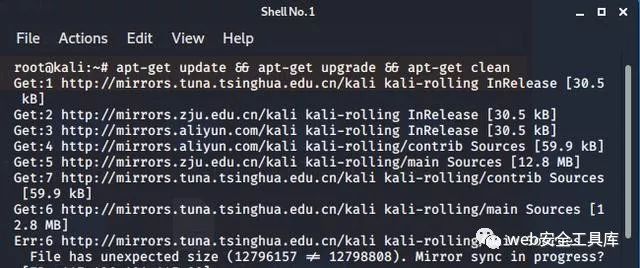 Shell No. 1
File Actions Edit View Help
root@kali:~# apt-get update && apt-get upgrade && apt-get clean
Get:1 http://mirrors.tuna.tsinghua.edu.cn/kali kali-rolling InRelease [30.5
kB]
Get:2 http://mirrors.zju.edu.cn/kali kali-rolling InRelease [30.5 kB]
Get:3 http://mirrors.aliyun.com/kali kali-rolling InRelease [30.5 kB]
Get:4 http://mirrors.aliyun.com/kali kali-rolling/contrib Sources [59.9 kB]
Get:5 http://mirrors.zju.edu.cn/kali kali-rolling/main Sources [12.8 MB]
Get:7 http://mirrors.tuna.tsinghua.edu.cn/kali kali-rolling/contrib Sources
[59.9 kB]
Get:6 http://mirrors.tuna.tsinghua.edu.cn/kali kali-rolling/main Sources [1
2.8 MB]
Err:6 http://mirrors.tuna.tsinghua.edu.cn/kali kali-rolling/
web安全工具库
File has unexpected size (12796157 ≠ 12798808). Mirror sync in progress?